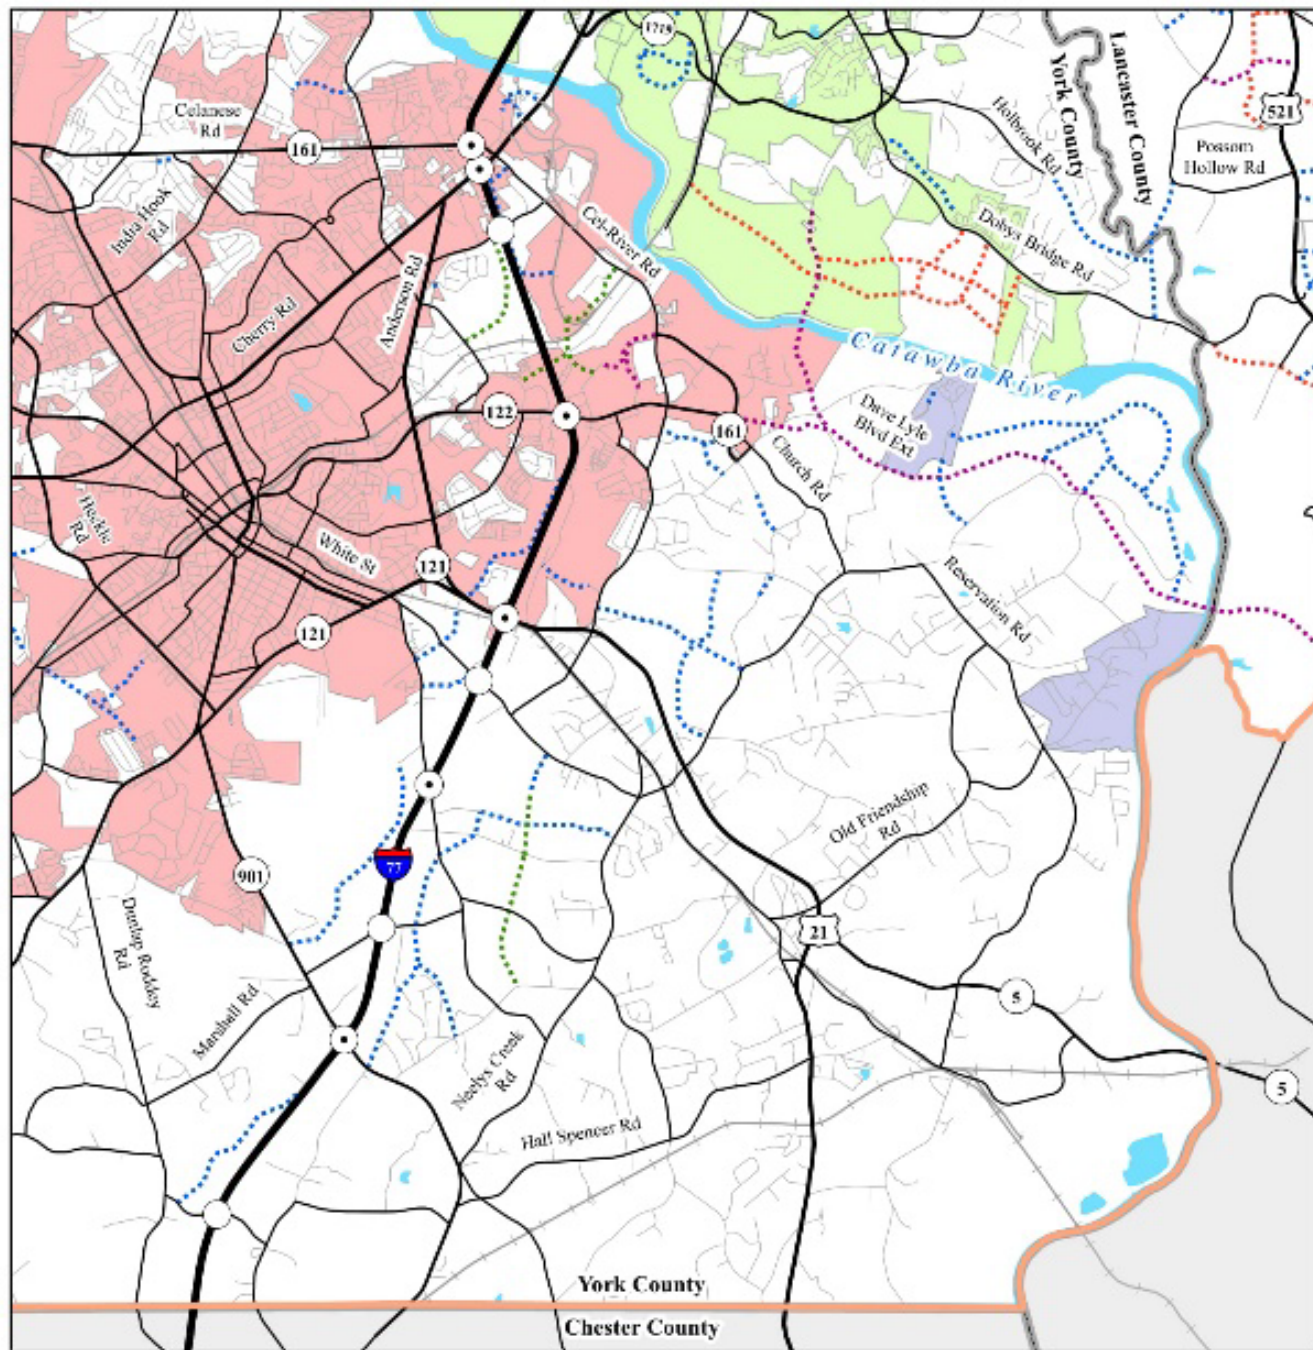 1719
Celanese
Rd
161
India Hook
Rd
Cherry Rd
Anderson Rd
Cel-River Rd
Holbrook Rd
York County
Lancaster County
521
Possom
Hollow Rd
Dobys Bridge Rd
Catawba River
122
161
Dave Lyle
Blvd Ext
Church Rd
Heckle
Rd
White St
121
121
Reservation Rd
Old Friendship
Rd
77
901
21
5
5
Dunlap Roddey
Rd
Marshall Rd
Neelys Creek
Rd
Hall Spencer Rd
York County
Chester County